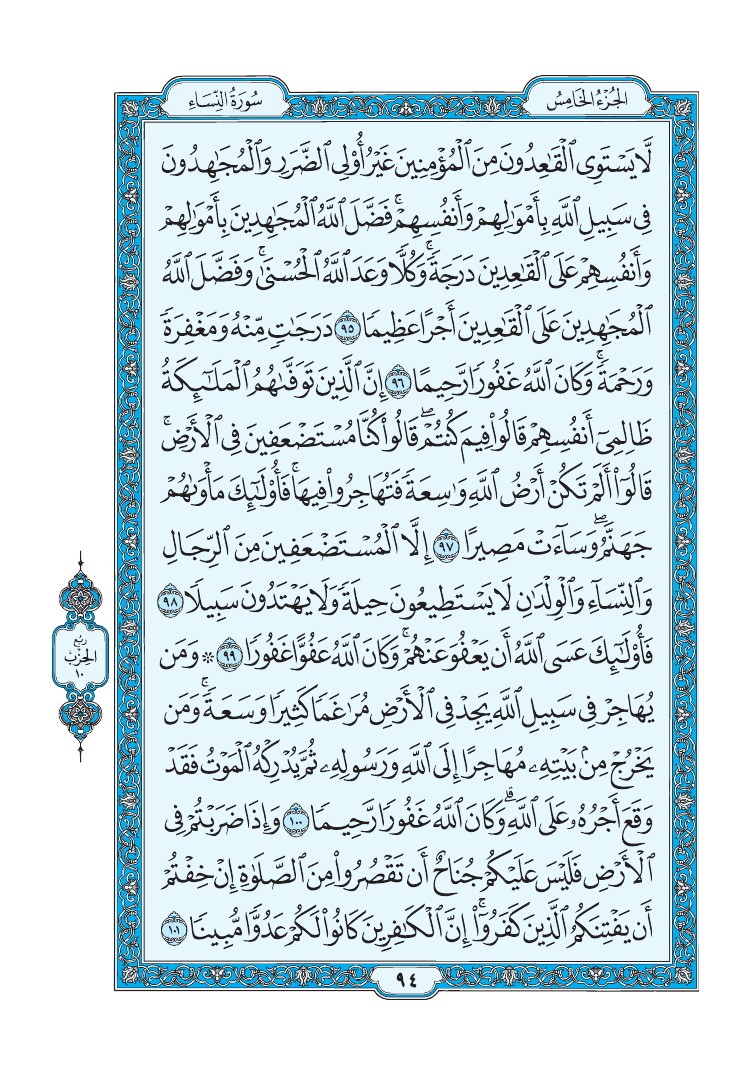 الجُزْءُ الخَامِسُ
سُورَةُ النِّسَاءِ
لَّا يَسْتَوِي ٱلْقَٰعِدُونَ مِنَ ٱلْمُؤْمِنِينَ غَيْرُ أُو۟لِي ٱلضَّرَرِ وَٱلْمُجَٰهِدُونَ
فِي سَبِيلِ ٱللَّهِ بِأَمْوَٰلِهِمْ وَأَنفُسِهِمْۚ فَضَّلَ ٱللَّهُ ٱلْمُجَٰهِدِينَ بِأَمْوَٰلِهِمْ
وَأَنفُسِهِمْ عَلَى ٱلْقَٰعِدِينَ دَرَجَةًۚ وَكُلًّا وَعَدَ ٱللَّهُ ٱلْحُسْنَىٰۚ وَفَضَّلَ ٱللَّهُ
ٱلْمُجَٰهِدِينَ عَلَى ٱلْقَٰعِدِينَ أَجْرًا عَظِيمًا ٩٥ دَرَجَٰتٍ مِّنْهُ وَمَغْفِرَةً
وَرَحْمَةًۚ وَكَانَ ٱللَّهُ غَفُورًا رَّحِيمًا ٩٦ إِنَّ ٱلَّذِينَ تَوَفَّىٰهُمُ ٱلْمَلَٰٓئِكَةُ
ظَالِمِيٓ أَنفُسِهِمْ قَالُوا۟ فِيمَ كُنتُمْۖ قَالُوا۟ كُنَّا مُسْتَضْعَفِينَ فِي ٱلْأَرْضِۚ
قَالُوٓا۟ أَلَمْ تَكُنْ أَرْضُ ٱللَّهِ وَٰسِعَةً فَتُهَاجِرُوا۟ فِيهَاۚ فَأُو۟لَٰٓئِكَ مَأْوَىٰهُمْ
جَهَنَّمُۖ وَسَآءَتْ مَصِيرًا ٩٧ إِلَّا ٱلْمُسْتَضْعَفِينَ مِنَ ٱلرِّجَالِ
وَٱلنِّسَآءِ وَٱلْوِلْدَٰنِ لَا يَسْتَطِيعُونَ حِيلَةً وَلَا يَهْتَدُونَ سَبِيلًا ٩٨
فَأُو۟لَٰٓئِكَ عَسَى ٱللَّهُ أَن يَعْفُوَ عَنْهُمْۚ وَكَانَ ٱللَّهُ عَفُوًّا غَفُورًا ٩٩ ۞ وَمَن
يُهَاجِرْ فِي سَبِيلِ ٱللَّهِ يَجِدْ فِي ٱلْأَرْضِ مُرَٰغَمًا كَثِيرًا وَسَعَةًۚ وَمَن
يَخْرُجْ مِنۢ بَيْتِهِۦ مُهَاجِرًا إِلَى ٱللَّهِ وَرَسُولِهِۦ ثُمَّ يُدْرِكْهُ ٱلْمَوْتُ فَقَدْ
وَقَعَ أَجْرُهُۥ عَلَى ٱللَّهِۗ وَكَانَ ٱللَّهُ غَفُورًا رَّحِيمًا ١٠٠ وَإِذَا ضَرَبْتُمْ فِي
ٱلْأَرْضِ فَلَيْسَ عَلَيْكُمْ جُنَاحٌ أَن تَقْصُرُوا۟ مِنَ ٱلصَّلَوٰةِ إِنْ خِفْتُمْ
أَن يَفْتِنَكُمُ ٱلَّذِينَ كَفَرُوٓا۟ۚ إِنَّ ٱلْكَٰفِرِينَ كَانُوا۟ لَكُمْ عَدُوًّا مُّبِينًا ١٠١
ربع
الحِزْب
١٠
٩٤